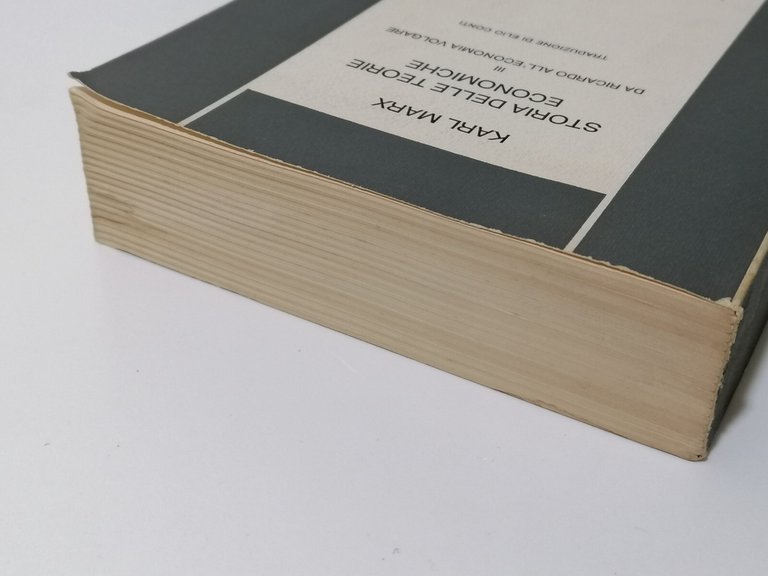 KARL MARX
STORIA DELLE TEORIE
ECONOMICHE
III
DA RICARDO ALL'ECONOMIA VOLGARE
TRADUZIONE DI ELIO CONTI